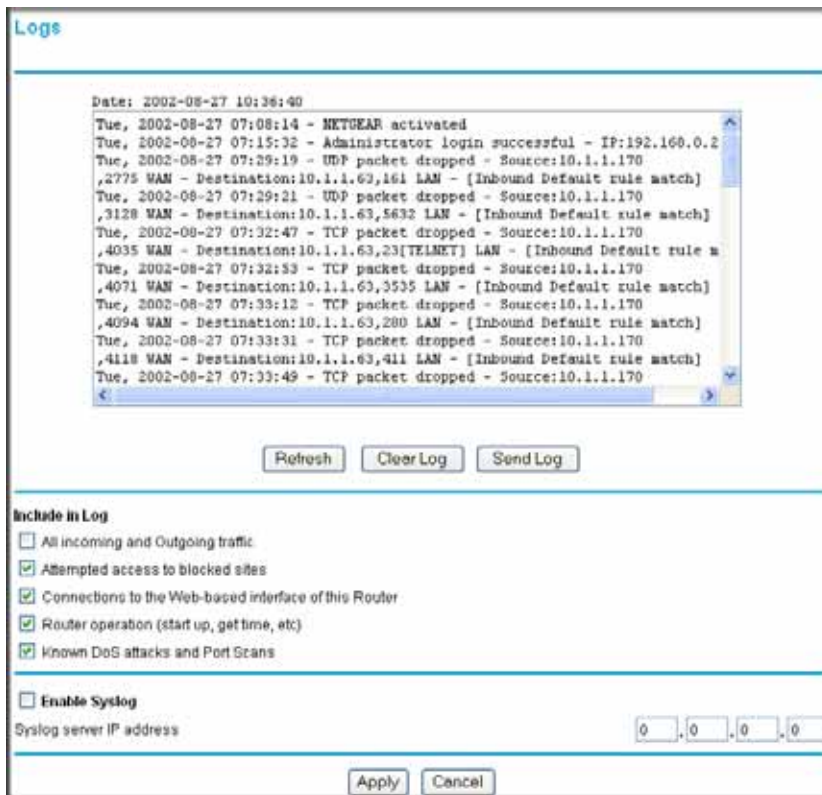 Logs
Date: 2002-08-27 10:36:40
Tue, 2002-08-27 07:08:14 - NETGEAR activated
Tue, 2002-08-27 07:15:32 - Administrator login successful - IP:192.168.0.2
Tue, 2002-08-27 07:29:19 - UDP packet dropped - Source:10.1.1.170
,2775 WAN - Destination:10.1.1.63,161 LAN - [Inbound Default rule match]
Tue, 2002-08-27 07:29:21 - UDP packet dropped - Source:10.1.1.170
,3128 WAN - Destination:10.1.1.63,5632 LAN - [Inbound Default rule match]
Tue, 2002-08-27 07:32:47 - TCP packet dropped - Source:10.1.1.170
,4035 WAN - Destination:10.1.1.63,23[TELNET] LAN - [Inbound Default rule m
Tue, 2002-08-27 07:32:53 - TCP packet dropped - Source:10.1.1.170
,4071 WAN - Destination:10.1.1.63,3535 LAN - [Inbound Default rule match]
Tue, 2002-08-27 07:33:12 - TCP packet dropped - Source:10.1.1.170
,4094 WAN - Destination:10.1.1.63,280 LAN - [Inbound Default rule match]
Tue, 2002-08-27 07:33:31 - TCP packet dropped - Source:10.1.1.170
,4118 WAN - Destination:10.1.1.63,411 LAN - [Inbound Default rule match]
Tue, 2002-08-27 07:33:49 - TCP packet dropped - Source:10.1.1.170
Refresh Clear Log Send Log
Include in Log
All incoming and Outgoing traffic
Attempted access to blocked sites
Connections to the Web-based interface of this Router
Router operation (start up, get time, etc)
Known DoS attacks and Port Scans
Enable Syslog
Syslog server IP address 0 . 0 . 0 . 0
Apply Cancel